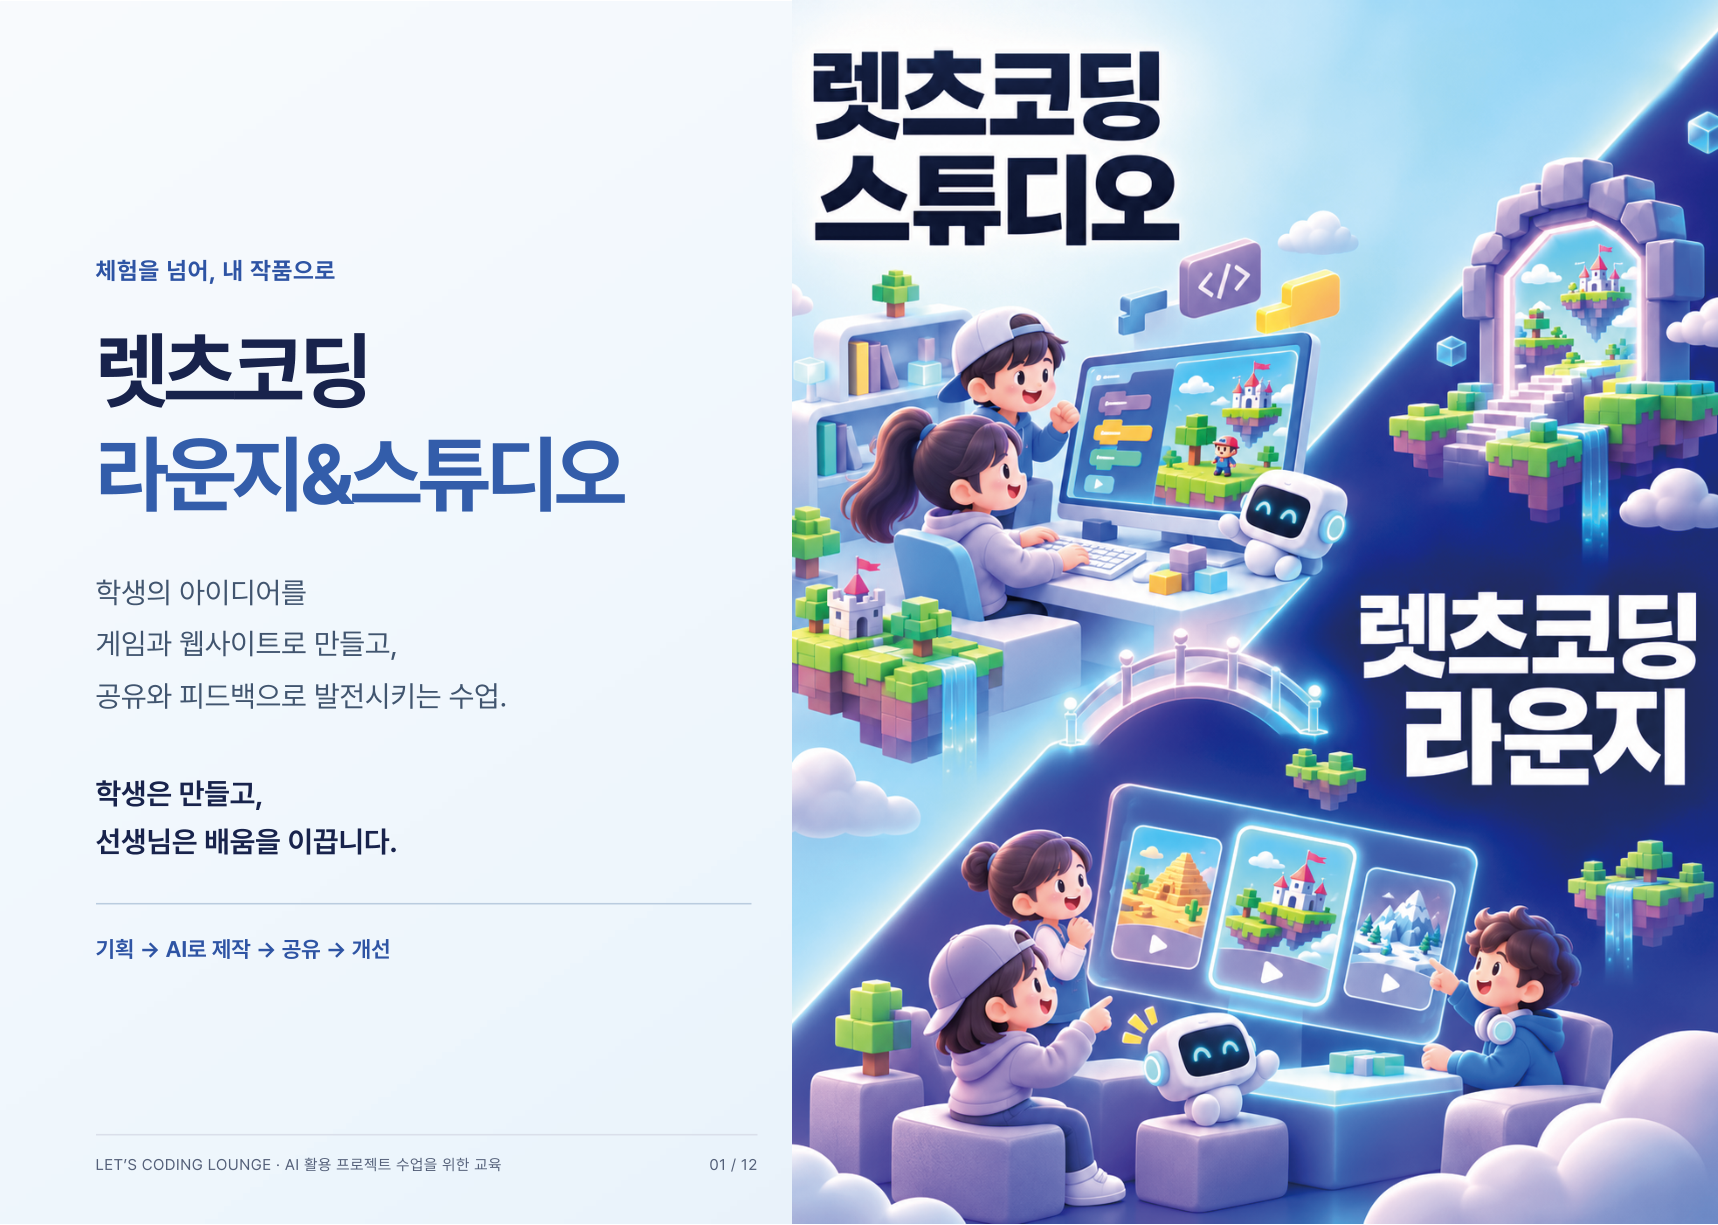 체험을 넘어, 내 작품으로
렛츠코딩
라운지&스튜디오
학생의 아이디어를
게임과 웹사이트로 만들고,
공유와 피드백으로 발전시키는 수업.
학생은 만들고,
선생님은 배움을 이끕니다.
기획 → AI로 제작 → 공유 → 개선
LET'S CODING LOUNGE · AI 활용 프로젝트 수업을 위한 교육
01 / 12
렛츠코딩
스튜디오
</>
렛츠코딩
라운지